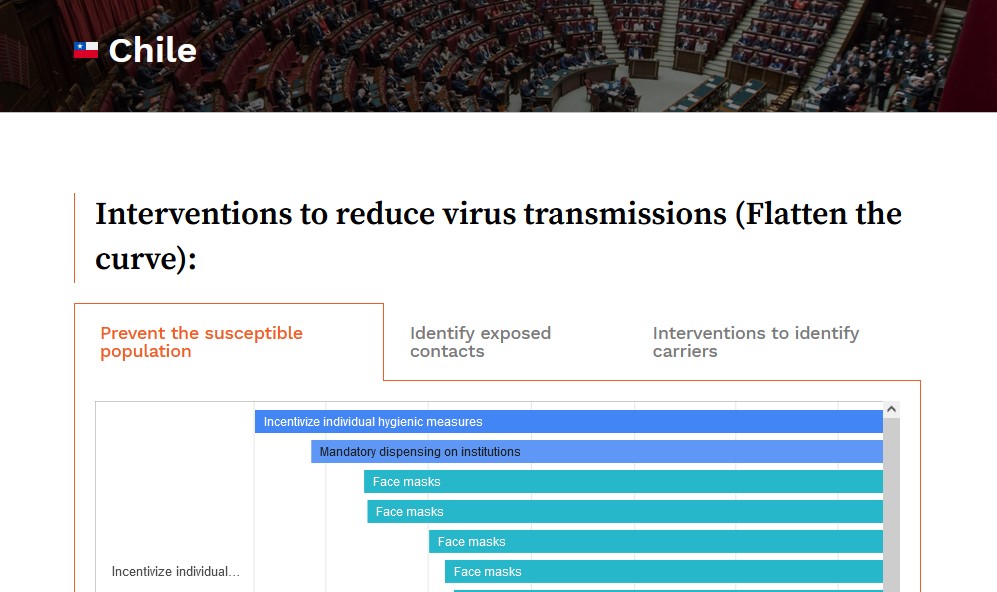 Chile
Interventions to reduce virus transmissions (Flatten the
curve):
Prevent the susceptible
population
Identify exposed
contacts
Interventions to identify
carriers
Incentivize individual hygienic measures
Mandatory dispensing on institutions
Face masks
Face masks
Face masks
Incentivize individual...
Face masks